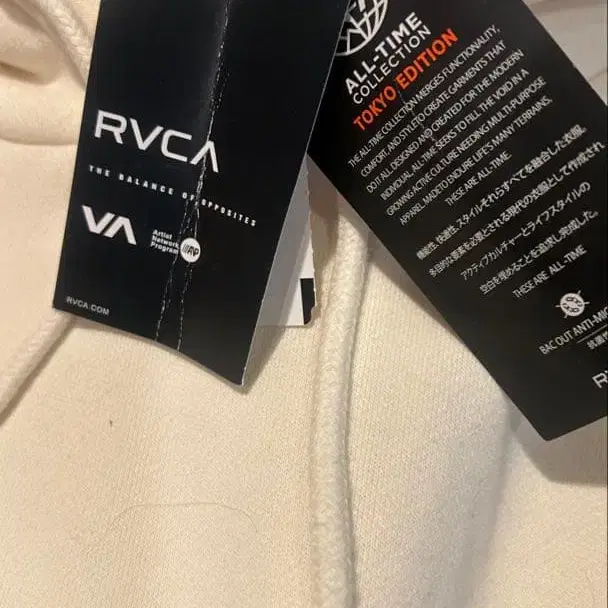 RVCA
THE BALANCE OF OPPOSITES
VA
Artist
Network
Program
ANP
RVCA.COM
ALL-TIME
COLLECTION
TOKYO EDITION
THE ALL-TIME COLLECTION MERGES FUNCTIONALITY,
COMFORT, AND STYLE TO CREATE GARMENTS THAT
DO IT ALL. DESIGNED AND CREATED FOR THE MODERN
INDIVIDUAL, ALL-TIME SEEKS TO FILL THE VOID IN A
GROWING ACTIVE CULTURE NEEDING MULTI-PURPOSE
APPAREL MADE TO ENDURE LIFE'S MANY TERRAINS.
THESE ARE ALL-TIME.
機能性、快適性、スタイルそれらすべてを融合した衣服。
多目的な要素を必要とされる現代の衣服として作成され
アクティブカルチャーとライフスタイルの
空白を埋めることを追求し完成した。
THESE ARE ALL-TIME
BAC OUT ANTI-MIC